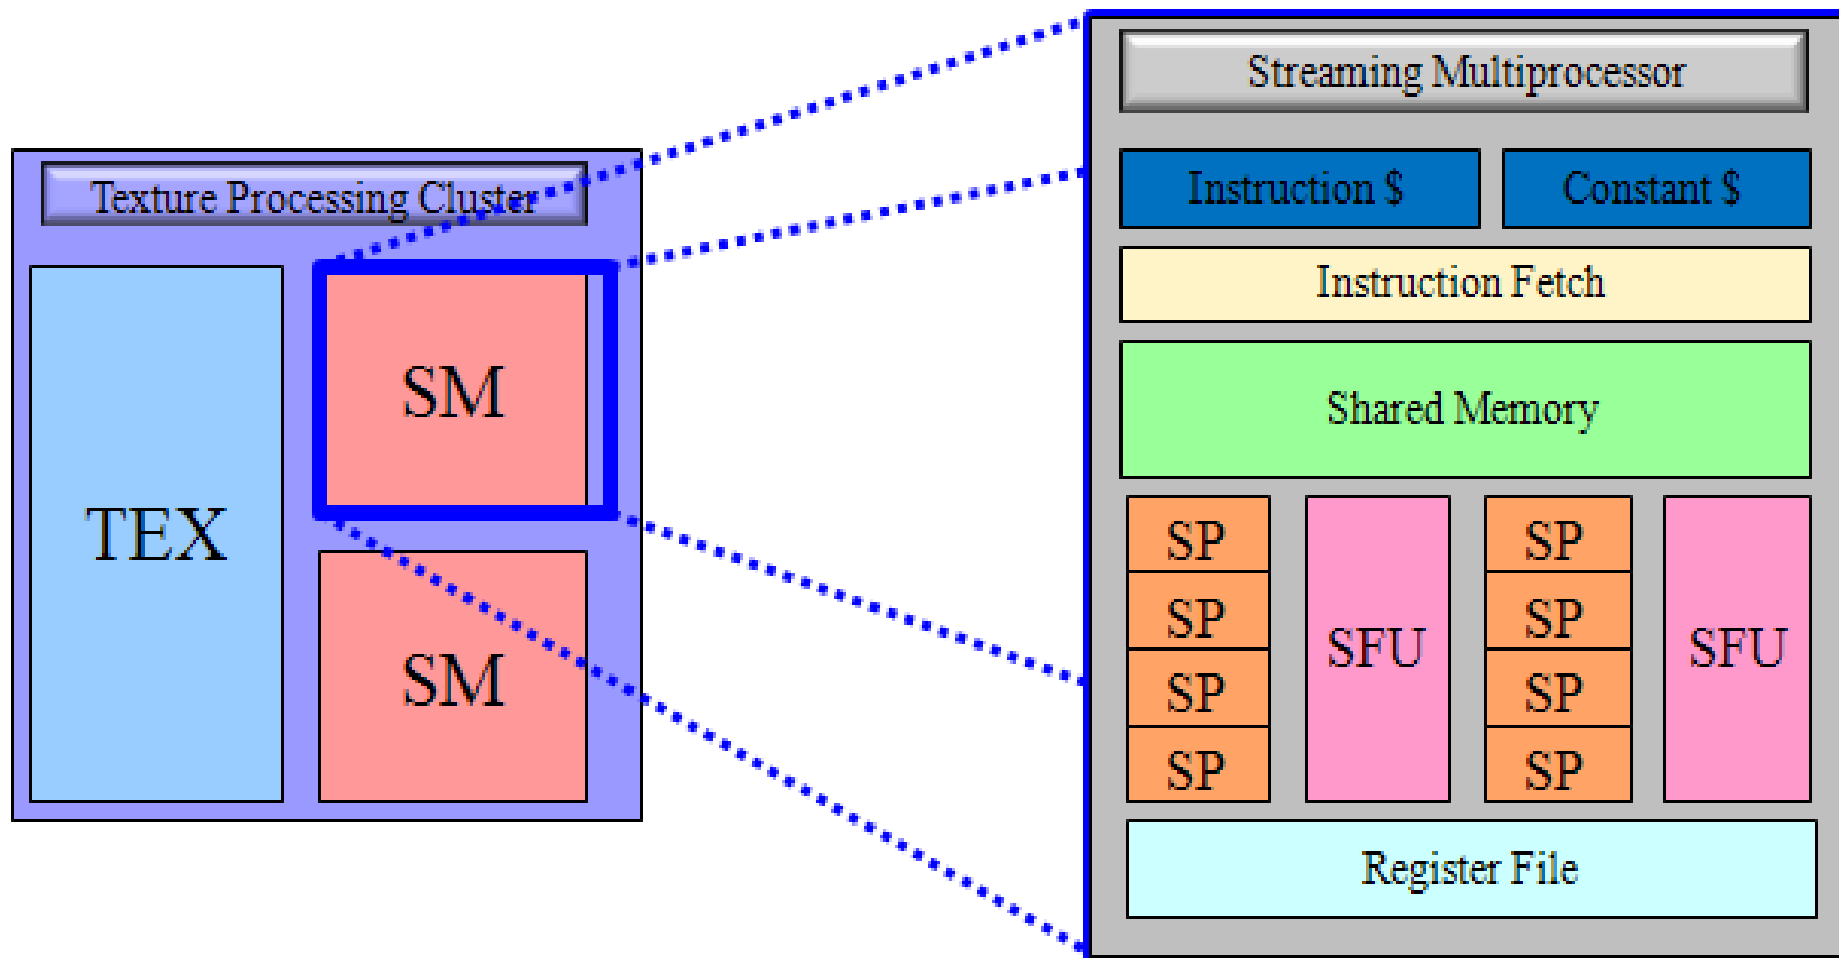 Texture Processing Cluster
TEX
SM
SM
Streaming Multiprocessor
Instruction $
Constant $
Instruction Fetch
Shared Memory
SP
SP
SP
SP
SFU
SP
SP
SP
SP
SFU
Register File